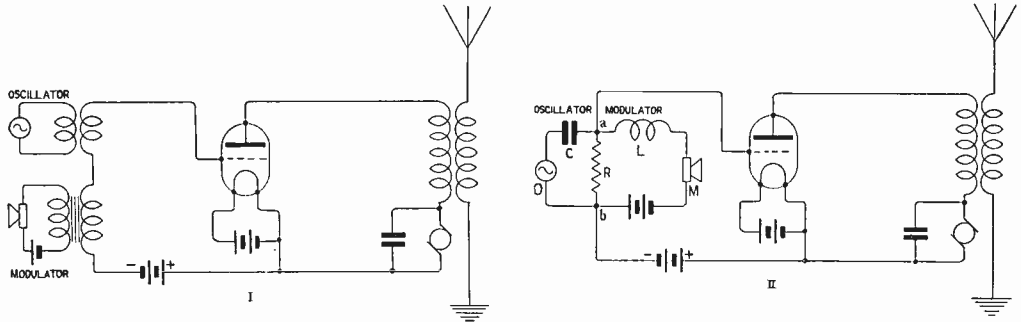 OSCILLATOR
MODULATOR
- +
I
OSCILLATOR MODULATOR
a
C
L
R
O
M
b
- +
II